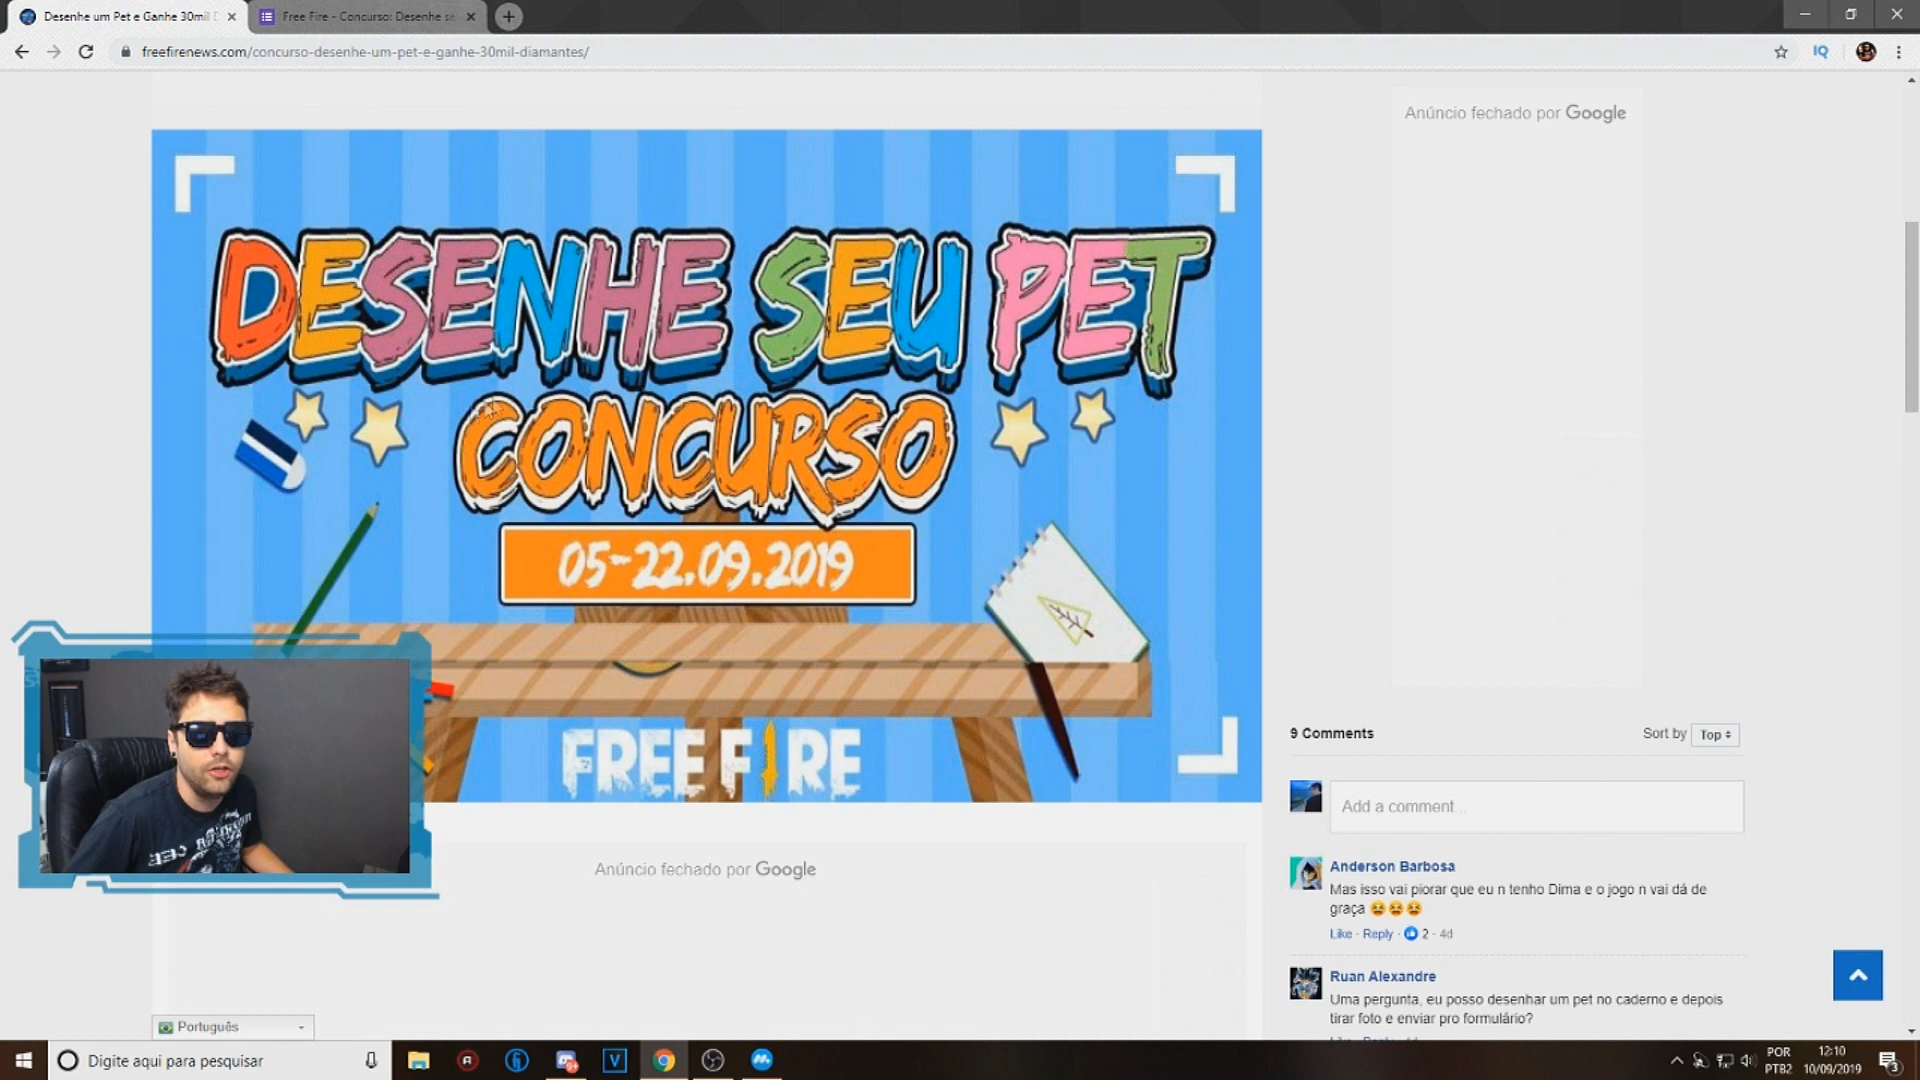 Desenhe um Pet e Ganhe 30mil D
Free Fire - Concurso: Desenhe se
freefirenews.com/concurso-desenhe-um-pet-e-ganhe-30mil-diamantes/
IQ
Anúncio fechado por Google
DESENHE SEU PET
CONCURSO
05-22.09.2019
FREE FIRE
Anúncio fechado por Google
9 Comments
Sort by Top
Add a comment...
Anderson Barbosa
Mas isso vai piorar que eu n tenho Dima e o jogo n vai dá de
graça 😫😫😫
Like · Reply · 2 · 4d
Ruan Alexandre
Uma pergunta, eu posso desenhar um pet no caderno e depois
tirar foto e enviar pro formulário?
Português
Digite aqui para pesquisar
POR
PTB2
12:10
10/09/2019
3